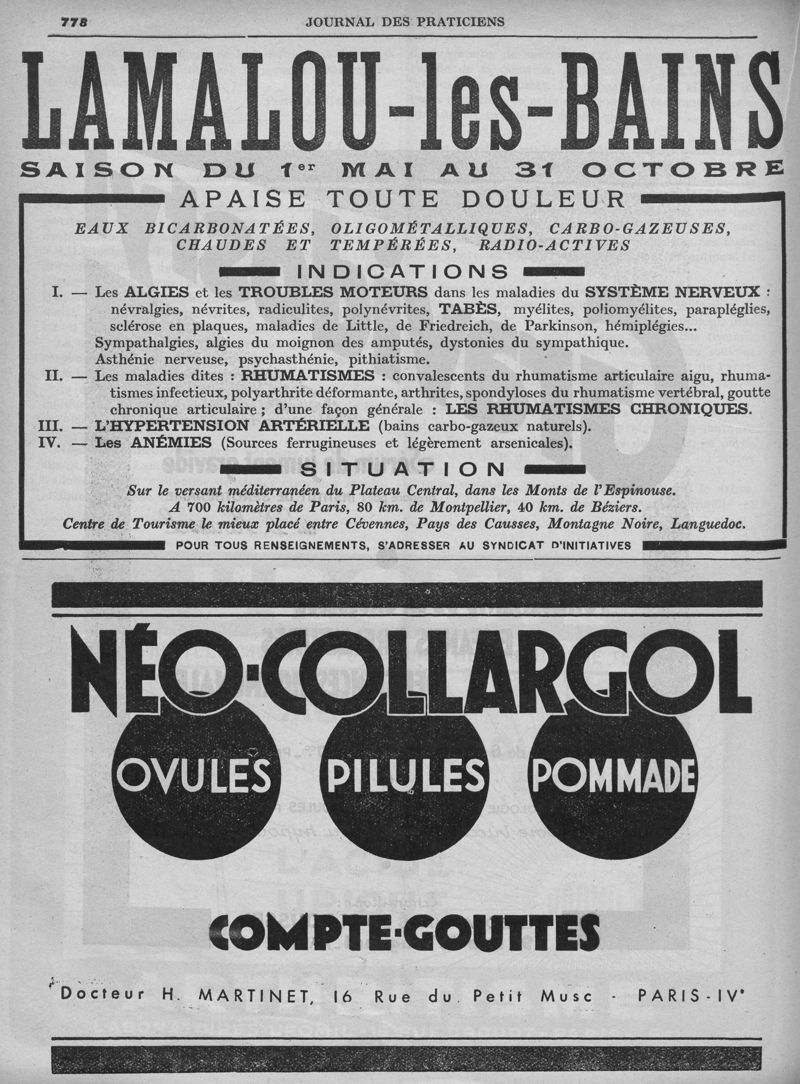 778
JOURNAL DES PRATICIENS
LAMALOU-les-BAINS
SAISON DU 1er MAI AU 31 OCTOBRE
APAISE TOUTE DOULEUR
EAUX BICARBONATÉES, OLIGOMÉTALLIQUES, CARBO-GAZEUSES,
CHAUDES ET TEMPÉRÉES, RADIO-ACTIVES
INDICATIONS
I. — Les ALGIES et les TROUBLES MOTEURS dans les maladies du SYSTÈME NERVEUX :
névralgies, névrites, radiculites, polynévrites, TABÈS, myélites, poliomyélites, parapléglies,
sclérose en plaques, maladies de Little, de Friedreich, de Parkinson, hémiplégies...
Sympathalgies, algies du moignon des amputés, dystonies du sympathique.
Asthénie nerveuse, psychasthénie, pithiatisme.
II. — Les maladies dites : RHUMATISMES : convalescents du rhumatisme articulaire aigu, rhuma-
tismes infectieux, polyarthrite déformante, arthrites, spondyloses du rhumatisme vertébral, goutte
chronique articulaire ; d'une façon générale : LES RHUMATISMES CHRONIQUES.
III. — L'HYPERTENSION ARTÉRIELLE (bains carbo-gazeux naturels).
IV. — Les ANÉMIES (Sources ferrugineuses et légèrement arsenicales).
SITUATION
Sur le versant méditerranéen du Plateau Central, dans les Monts de l'Espinouse.
A 700 kilomètres de Paris, 80 km. de Montpellier, 40 km. de Béziers.
Centre de Tourisme le mieux placé entre Cévennes, Pays des Causses, Montagne Noire, Languedoc.
POUR TOUS RENSEIGNEMENTS, S'ADRESSER AU SYNDICAT D'INITIATIVES
NÉO-COLLARGOL
OVULES PILULES POMMADE
COMPTE-GOUTTES
Docteur H. MARTINET, 16 Rue du Petit Musc - PARIS-IVe